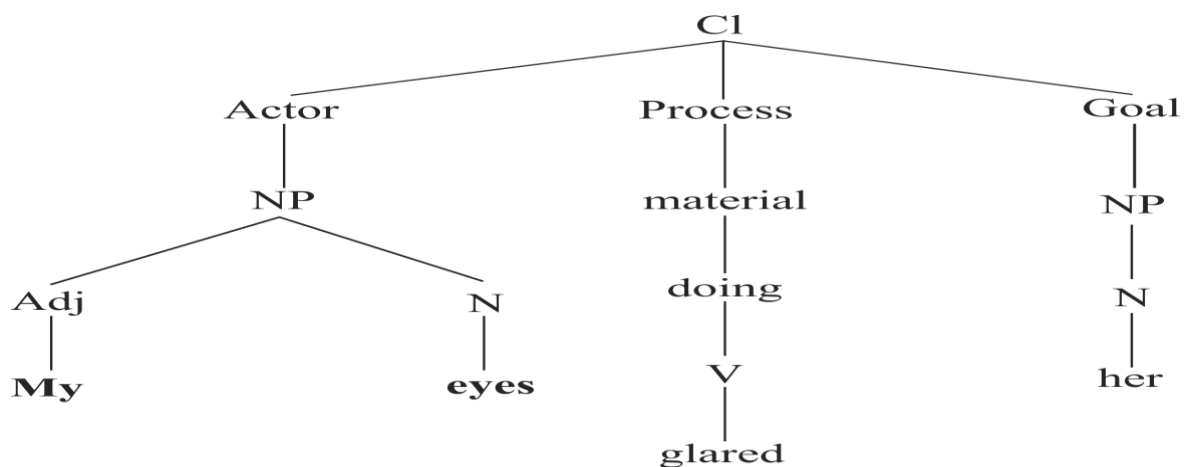 Cl
Actor Process Goal
NP material NP
Adj N doing N
My eyes V her
glared